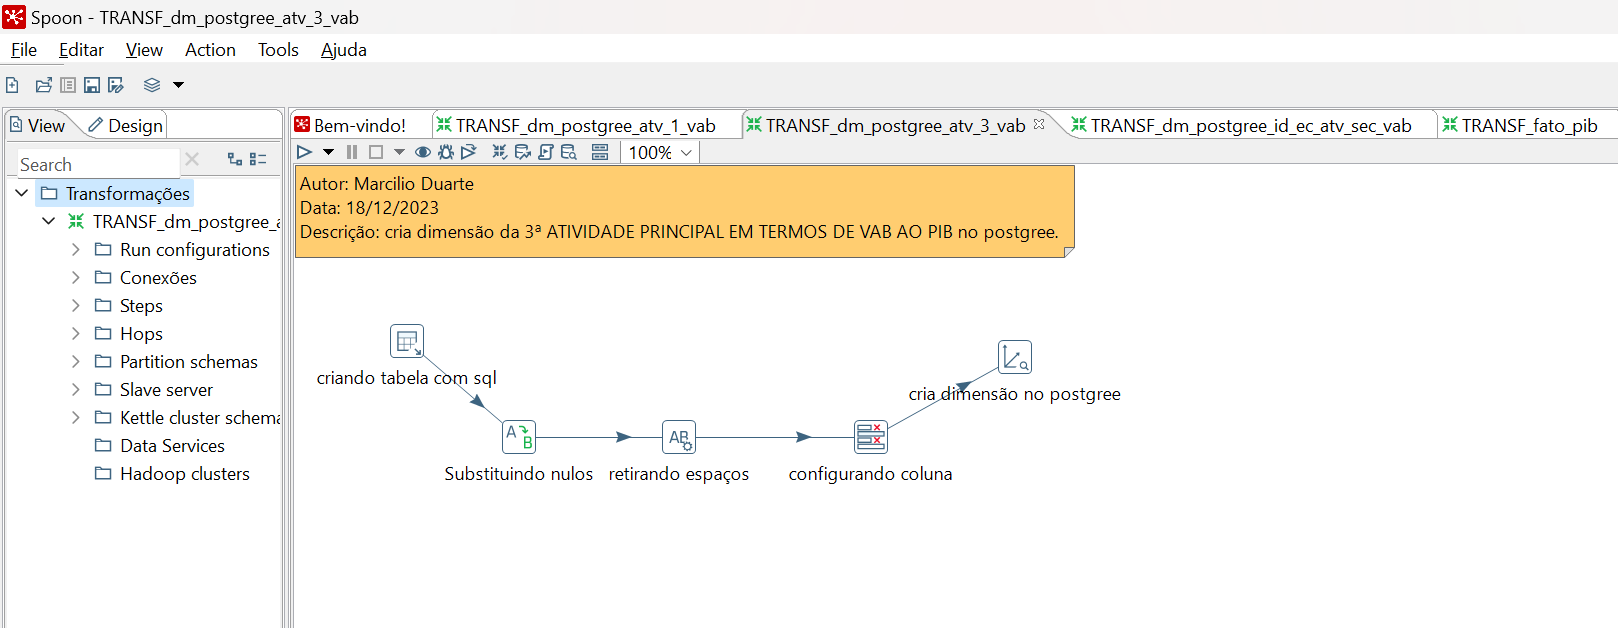 Spoon - TRANSF_dm_postgree_atv_3_vab
File Editar View Action Tools Ajuda
View Design
Bem-vindo! TRANSF_dm_postgree_atv_1_vab TRANSF_dm_postgree_atv_3_vab TRANSF_dm_postgree_id_ec_atv_sec_vab TRANSF_fato_pib
100%
Search
Transformações
TRANSF_dm_postgree_a
Run configurations
Conexões
Steps
Hops
Partition schemas
Slave server
Kettle cluster schema
Data Services
Hadoop clusters
Autor: Marcilio Duarte
Data: 18/12/2023
Descrição: cria dimensão da 3ª ATIVIDADE PRINCIPAL EM TERMOS DE VAB AO PIB no postgree.
criando tabela com sql
cria dimensão no postgree
A B
AB
Substituindo nulos
retirando espaços
configurando coluna